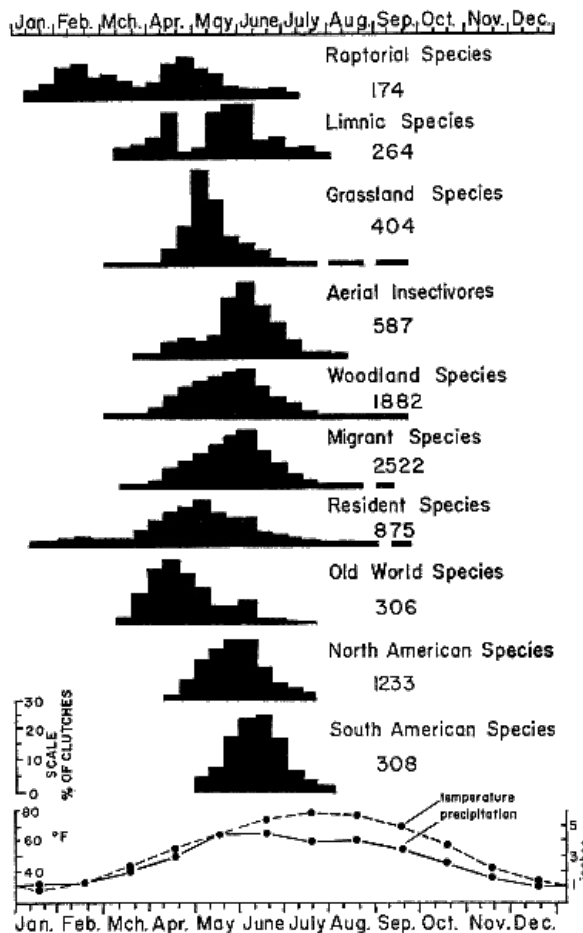 Jan. Feb. Mch. Apr. May June July Aug. Sep. Oct. Nov. Dec.
Raptorial Species
174
Limnic Species
264
Grassland Species
404
Aerial Insectivores
587
Woodland Species
1882
Migrant Species
2522
Resident Species
875
Old World Species
306
North American Species
1233
South American Species
308
30
20
10
0
SCALE
% OF CLUTCHES
80
60
40
°F
temperature
precipitation
5
3
1
Jan. Feb. Mch. Apr. May June July Aug. Sep. Oct. Nov. Dec.